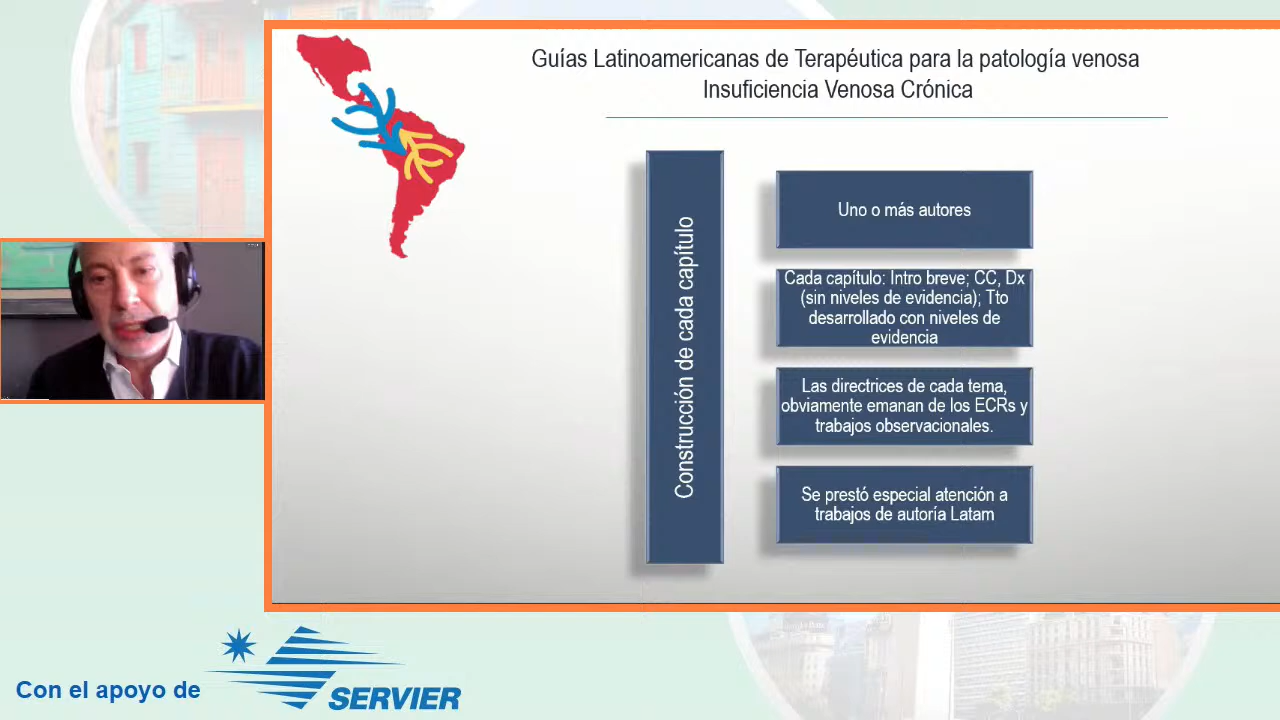 Guías Latinoamericanas de Terapéutica para la patología venosa
Insuficiencia Venosa Crónica
Construcción de cada capítulo
Uno o más autores
Cada capítulo: Intro breve; CC, Dx
(sin niveles de evidencia); Tto
desarrollado con niveles de
evidencia
Las directrices de cada tema,
obviamente emanan de los ECRs y
trabajos observacionales.
Se prestó especial atención a
trabajos de autoría Latam
Con el apoyo de
SERVIER